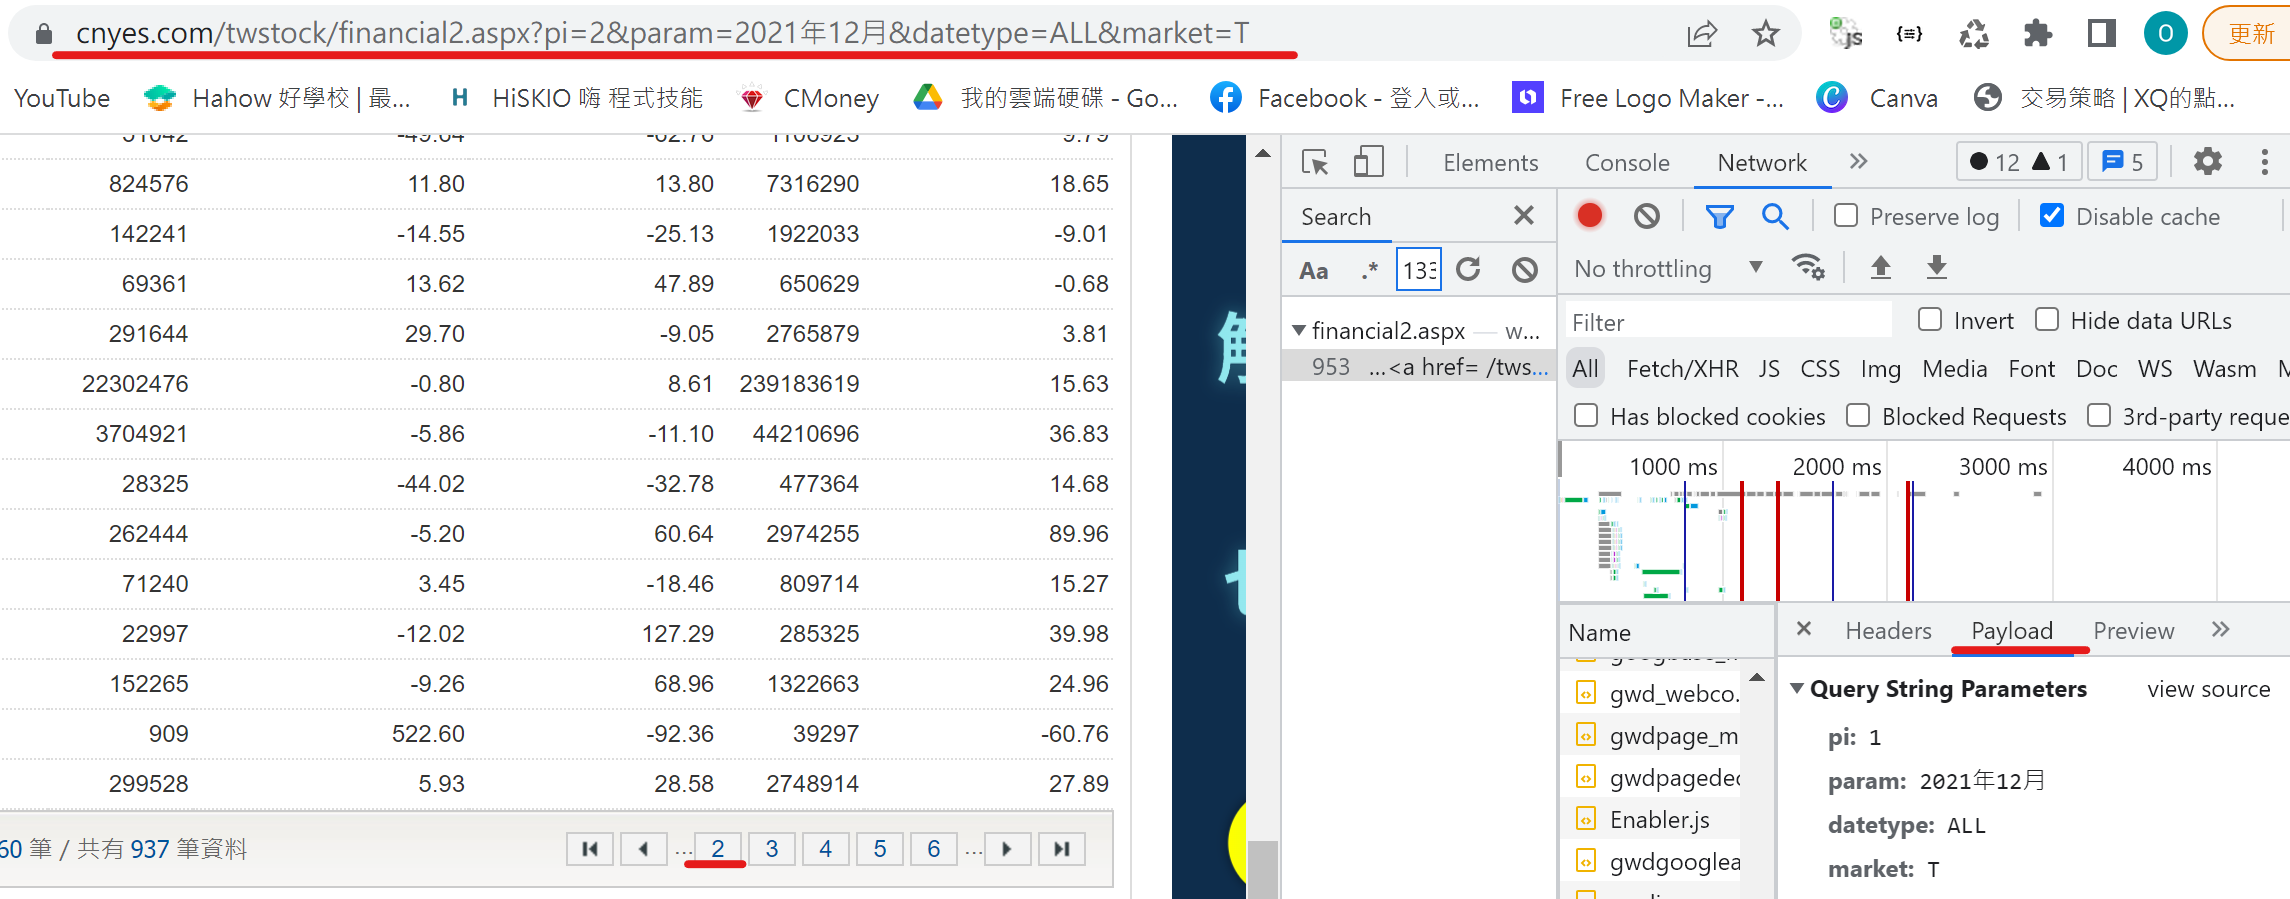 cnyes.com/twstock/financial2.aspx?pi=2&param=2021年12月&datetype=ALL&market=T
JS
O
更新
YouTube
Hahow 好學校 | 最...
H HiSKIO 嗨 程式技能
CMoney
我的雲端硬碟 - Go...
Facebook - 登入或...
Free Logo Maker -...
Canva
交易策略 | XQ的點...
824576 11.80 13.80 7316290 18.65
142241 -14.55 -25.13 1922033 -9.01
69361 13.62 47.89 650629 -0.68
291644 29.70 -9.05 2765879 3.81
22302476 -0.80 8.61 239183619 15.63
3704921 -5.86 -11.10 44210696 36.83
28325 -44.02 -32.78 477364 14.68
262444 -5.20 60.64 2974255 89.96
71240 3.45 -18.46 809714 15.27
22997 -12.02 127.29 285325 39.98
152265 -9.26 68.96 1322663 24.96
909 522.60 -92.36 39297 -60.76
299528 5.93 28.58 2748914 27.89
60 筆 / 共有 937 筆資料
... 2 3 4 5 6 ...
Elements Console Network
12 1 5
Search
Aa .* 133
financial2.aspx — w...
953 ...<a href= /tws...
Preserve log Disable cache
No throttling
Filter
Invert Hide data URLs
All Fetch/XHR JS CSS Img Media Font Doc WS Wasm M
Has blocked cookies Blocked Requests 3rd-party reque
1000 ms 2000 ms 3000 ms 4000 ms
Name
gwd_webco.
gwdpage_m
gwdpagedec
Enabler.js
gwdgooglea
Headers Payload Preview
Query String Parameters view source
pi: 1
param: 2021年12月
datetype: ALL
market: T